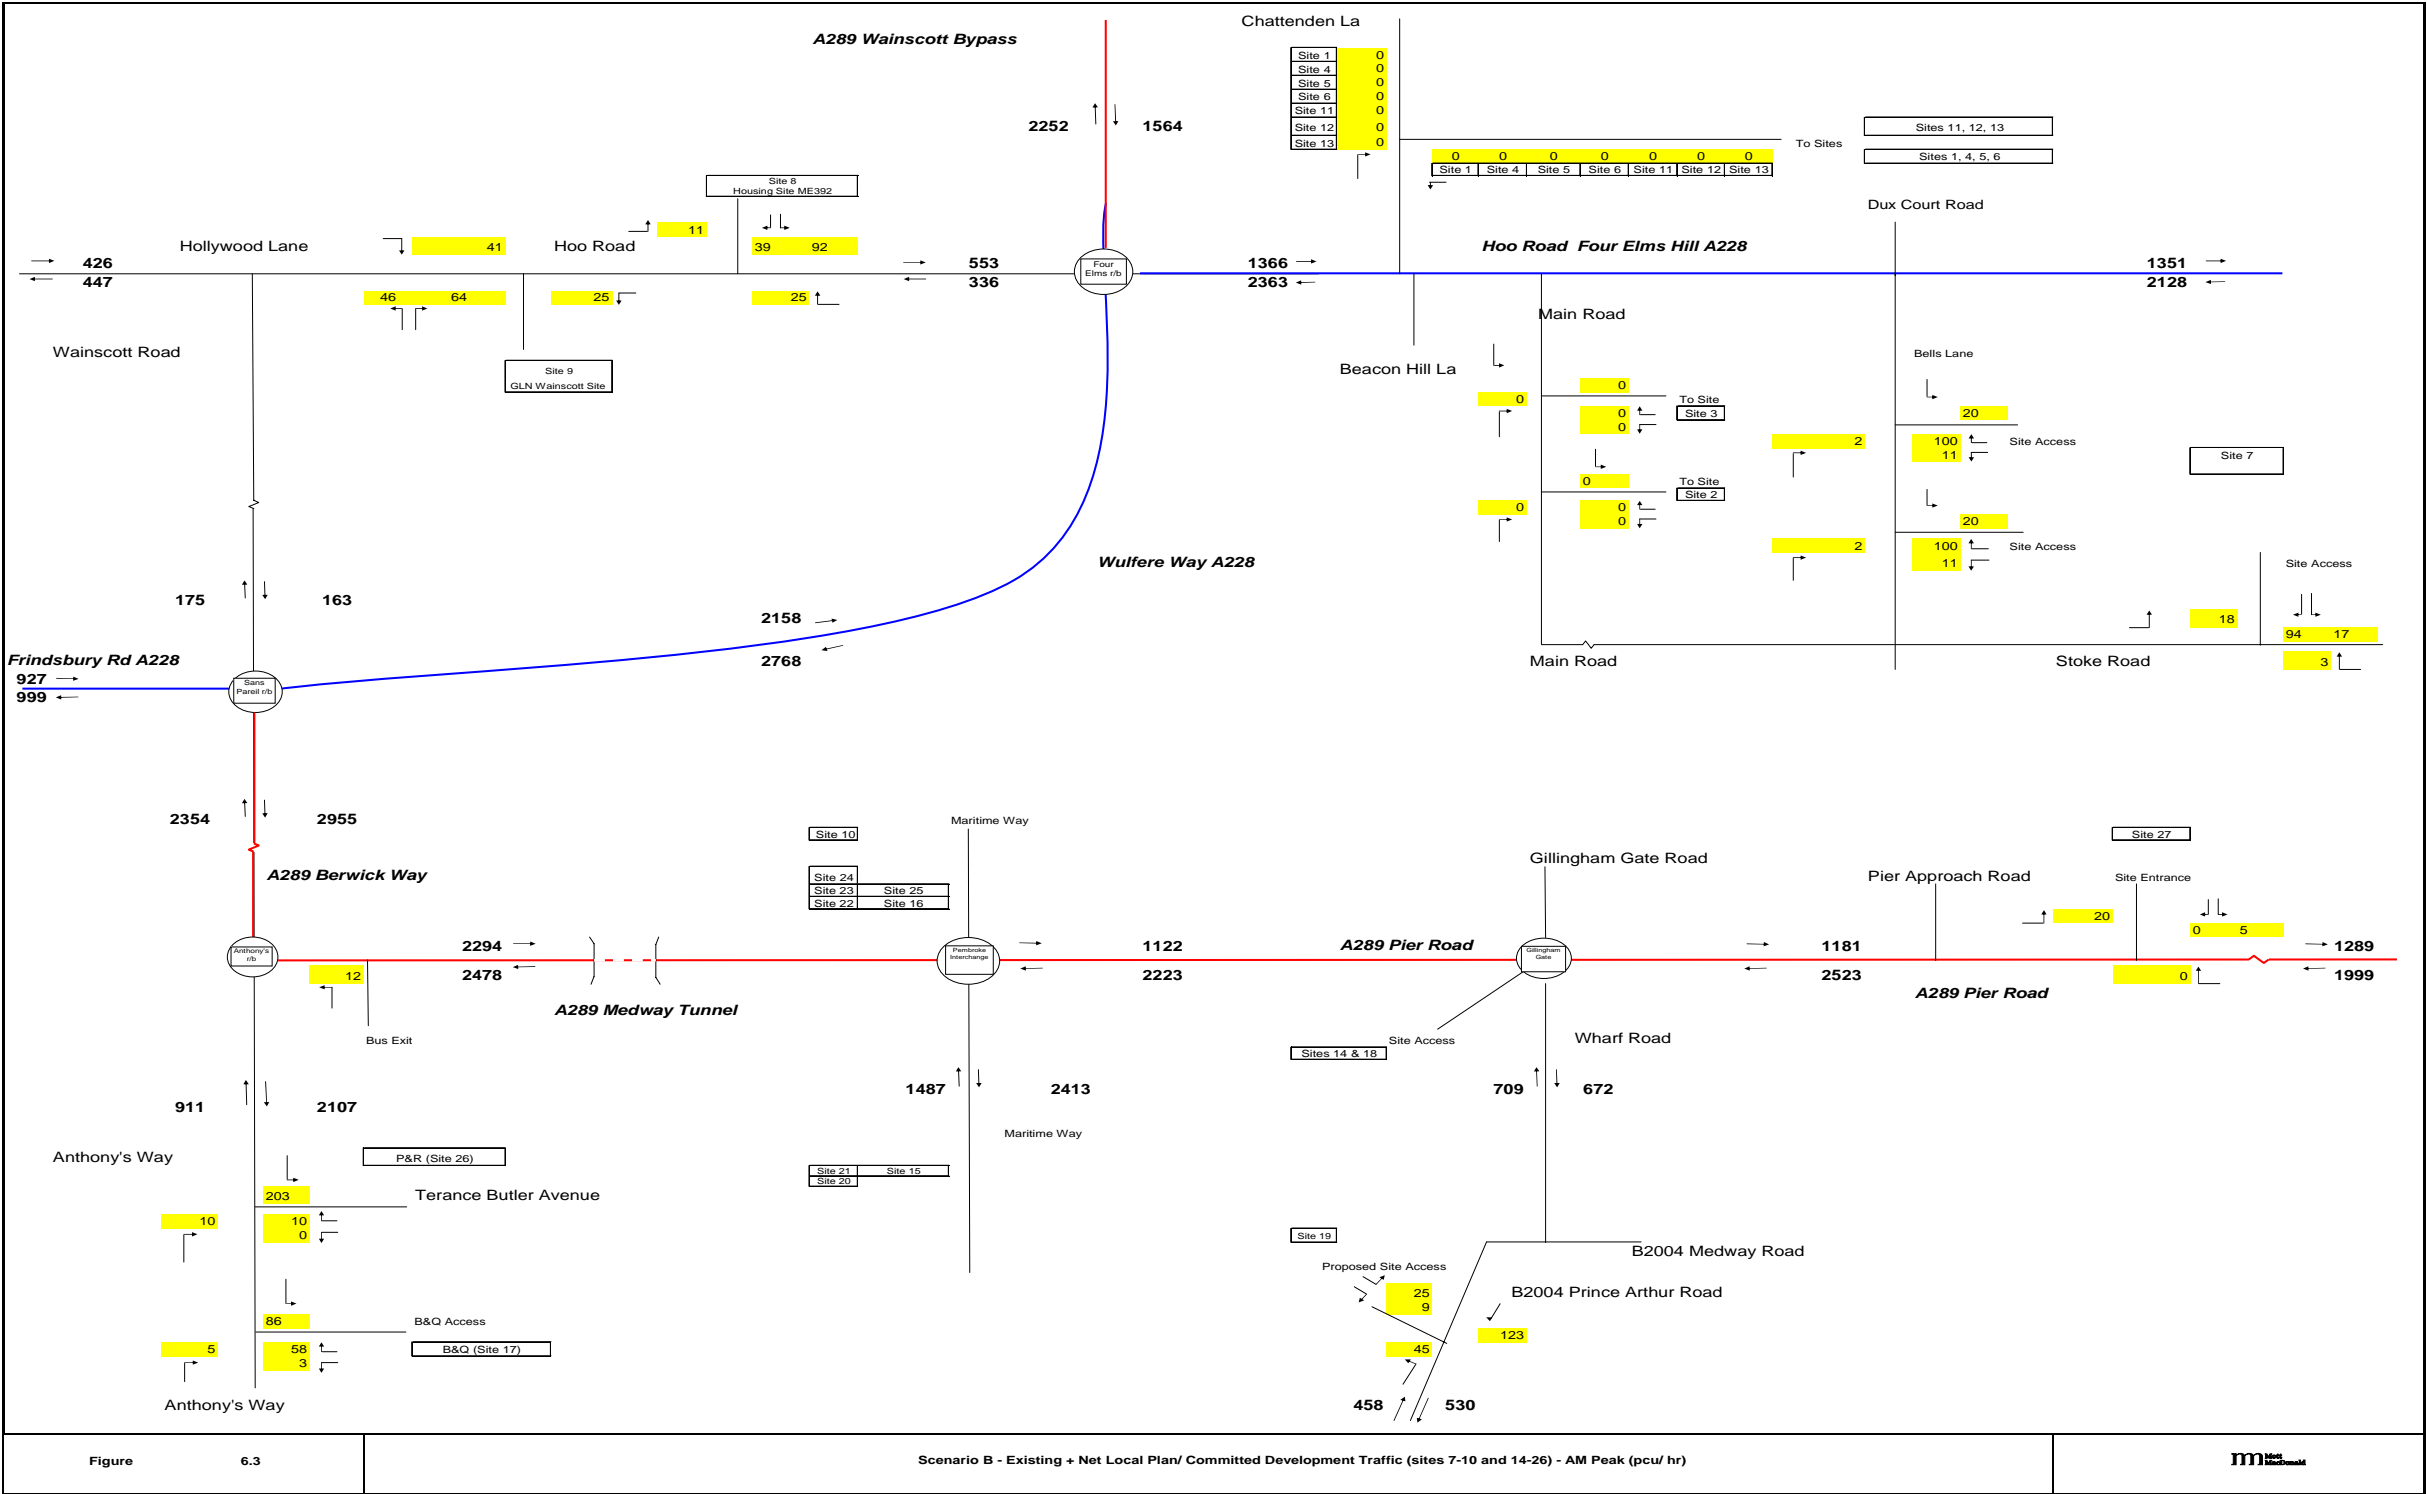 Chattenden La
A289 Wainscott Bypass
Site 1 0
Site 4 0
Site 5 0
Site 6 0
Site 11 0
Site 12 0
Site 13 0
2252 1564
To Sites
Sites 11, 12, 13
Sites 1, 4, 5, 6
0 0 0 0 0 0 0
Site 1 Site 4 Site 5 Site 6 Site 11 Site 12 Site 13
Site 8
Housing Site ME392
Dux Court Road
11
Hollywood Lane
41
Hoo Road
39 92
Hoo Road Four Elms Hill A228
426
447
553
336
Four
Elms r/b
1366
2363
1351
2128
46 64
25
25
Main Road
Wainscott Road
Site 9
GLN Wainscott Site
Beacon Hill La
Bells Lane
0
0
To Site
Site 3
0
0
20
2
100
11
Site Access
Site 7
0
To Site
Site 2
0
0
0
20
2
100
11
Site Access
Site Access
Wulfere Way A228
175 163
2158
2768
18
94 17
3
Frindsbury Rd A228
927
999
Sans
Pareil r/b
Main Road
Stoke Road
2354 2955
Site 10
Maritime Way
Site 27
A289 Berwick Way
Site 24
Site 23 Site 25
Site 22 Site 16
Gillingham Gate Road
Pier Approach Road
Site Entrance
20
0 5
Anthony's
r/b
2294
2478
12
Pembroke
Interchange
1122
2223
A289 Pier Road
Gillingham
Gate
1181
2523
1289
1999
0
A289 Pier Road
A289 Medway Tunnel
Bus Exit
Site Access
Sites 14 & 18
Wharf Road
911 2107
1487 2413
709 672
Maritime Way
Anthony's Way
P&R (Site 26)
Site 21 Site 15
Site 20
203
Terance Butler Avenue
10
10
0
Site 19
B2004 Medway Road
Proposed Site Access
25
9
B2004 Prince Arthur Road
86
B&Q Access
123
5
58
3
B&Q (Site 17)
45
458 530
Anthony's Way
Figure 6.3
Scenario B - Existing + Net Local Plan/ Committed Development Traffic (sites 7-10 and 14-26) - AM Peak (pcu/ hr)
Mott
MacDonald